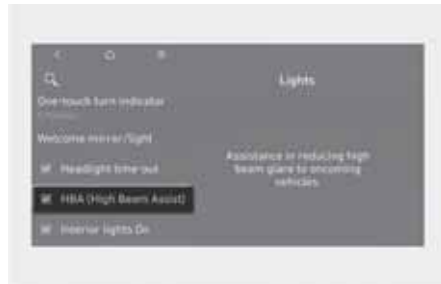 Lights
One-touch turn indicator
Welcome mirror/light
Headlight time-out
HBA (High Beam Assist)
Interior lights On
Assistance in reducing high
beam glare to oncoming
vehicles.